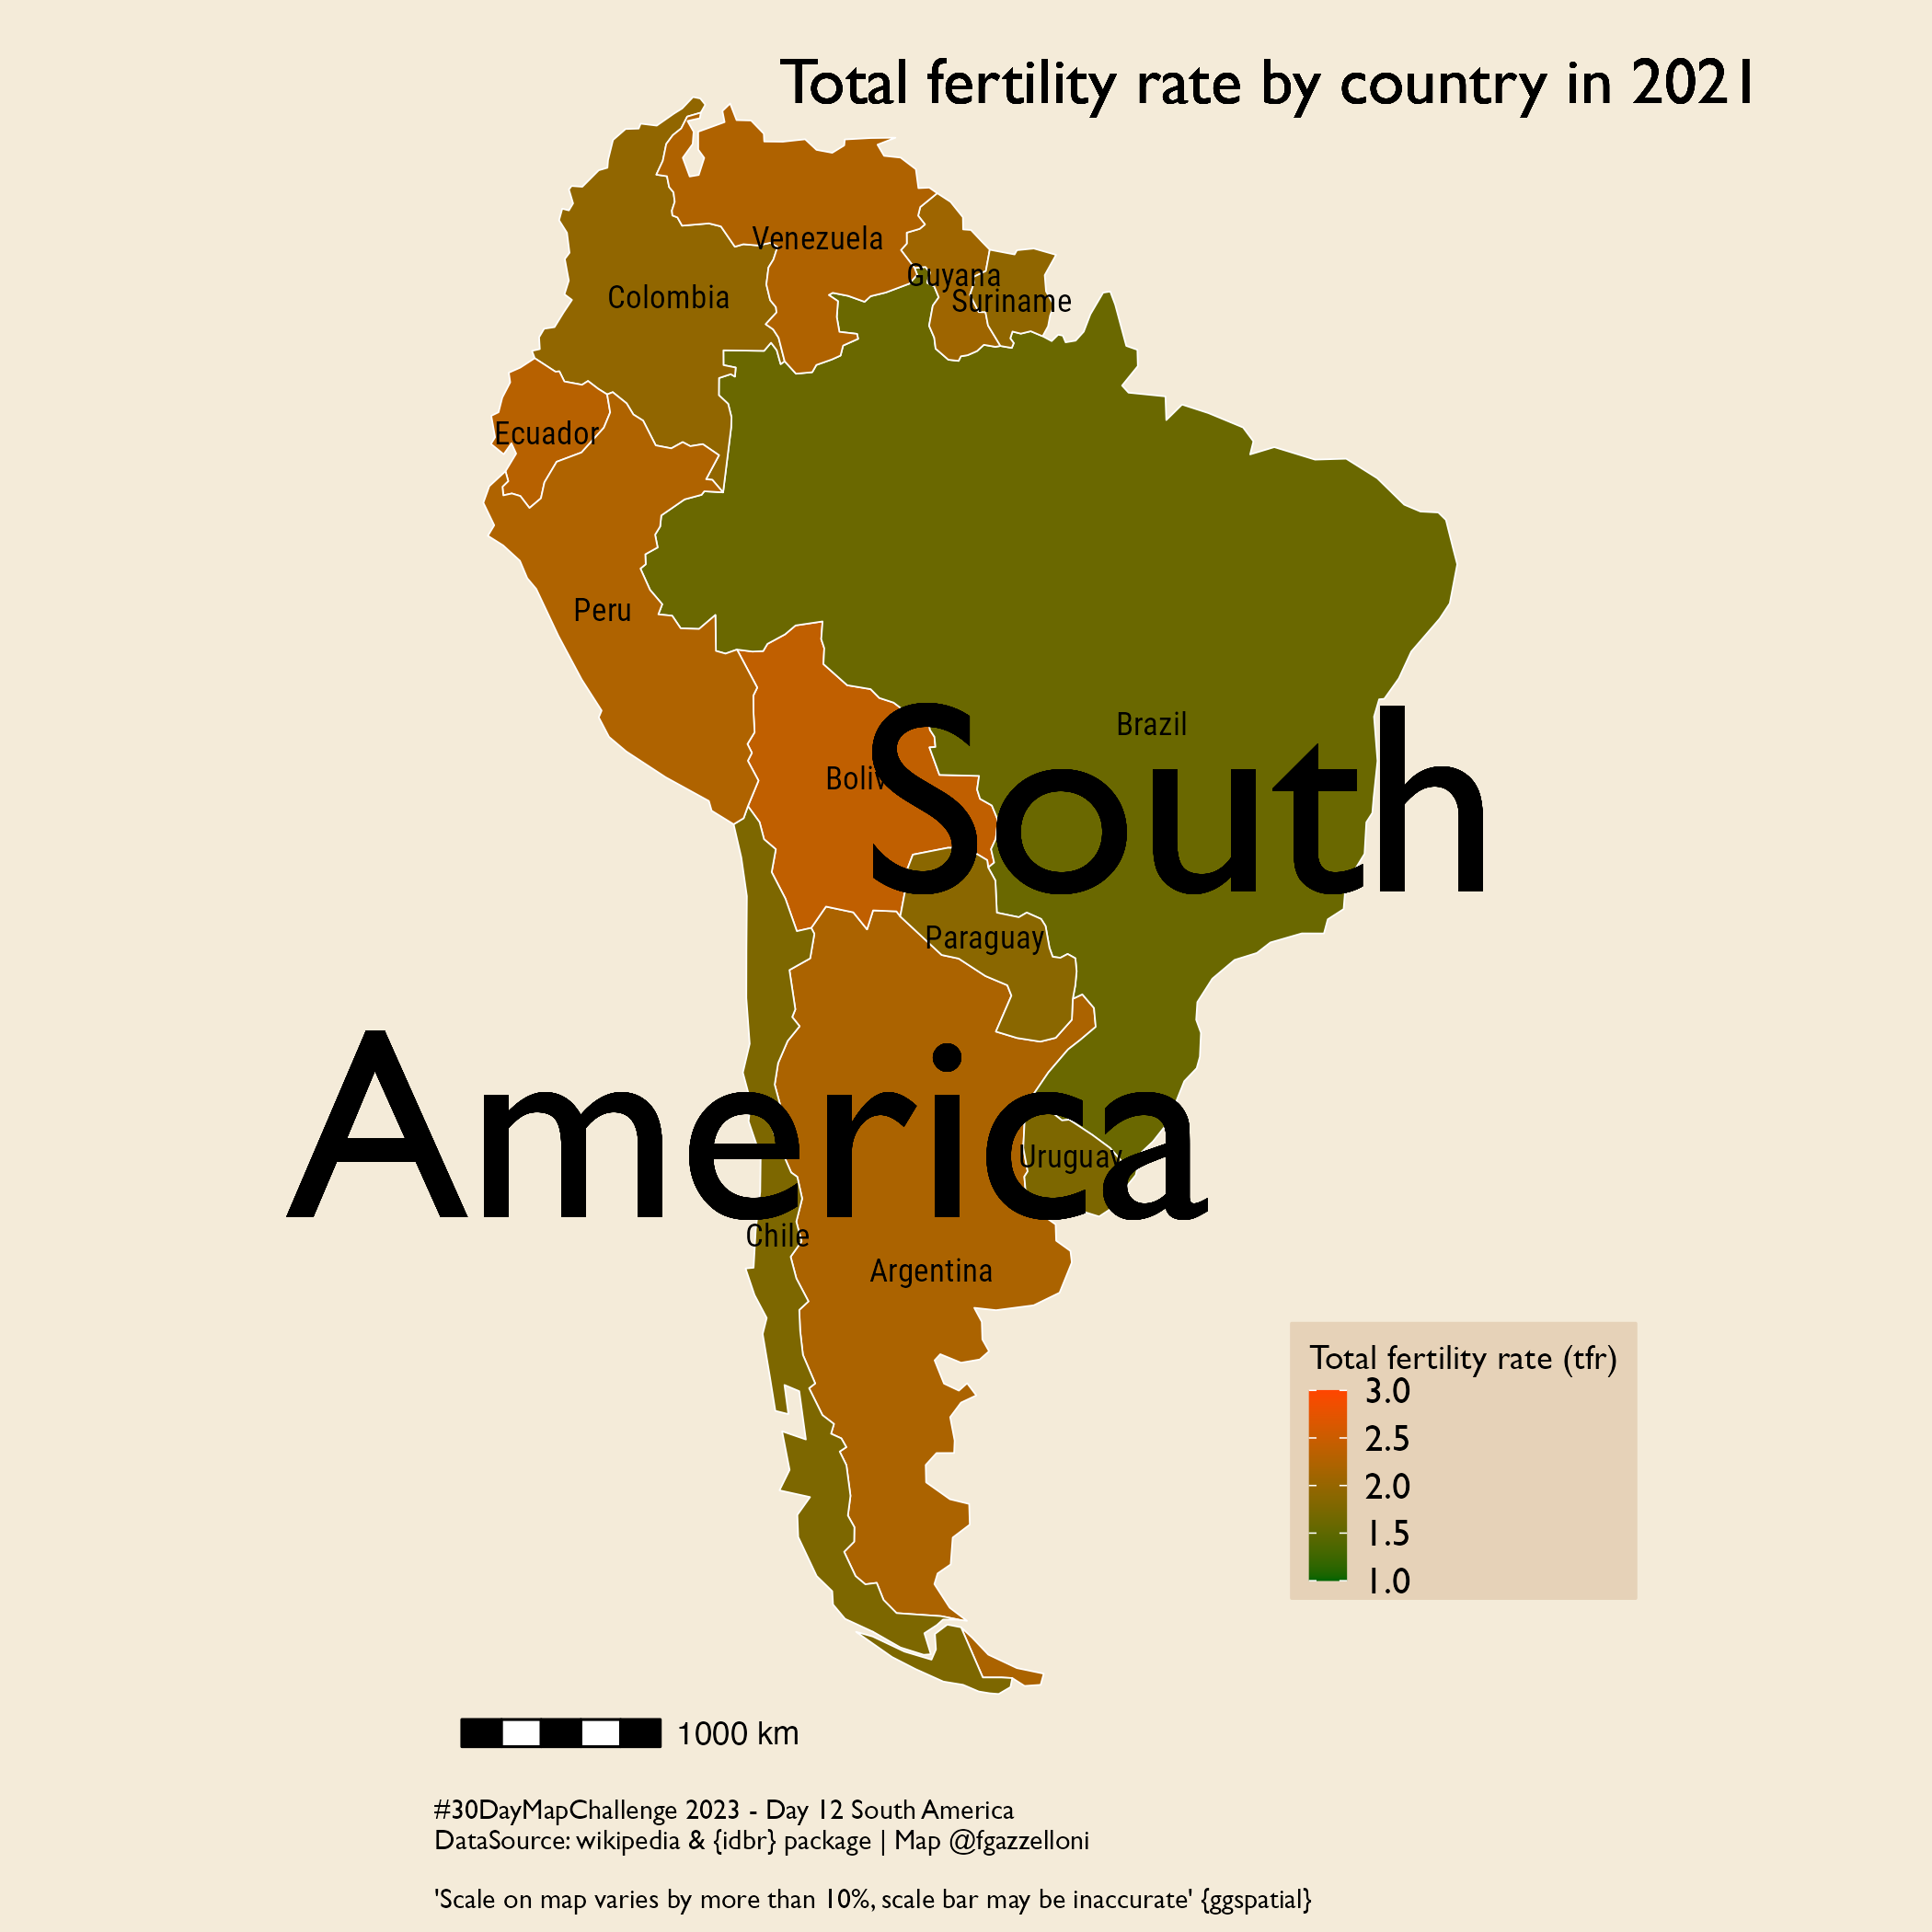 Total fertility rate by country in 2021
Venezuela
Guyana
Suriname
Colombia
Ecuador
Peru
Brazil
South
Paraguay
America
Uruguay
Chile
Argentina
Total fertility rate (tfr)
3.0
2.5
2.0
1.5
1.0
1000 km
#30DayMapChallenge 2023 - Day 12 South America
DataSource: wikipedia & {idbr} package | Map @fgazzelloni
'Scale on map varies by more than 10%, scale bar may be inaccurate' {ggspatial}